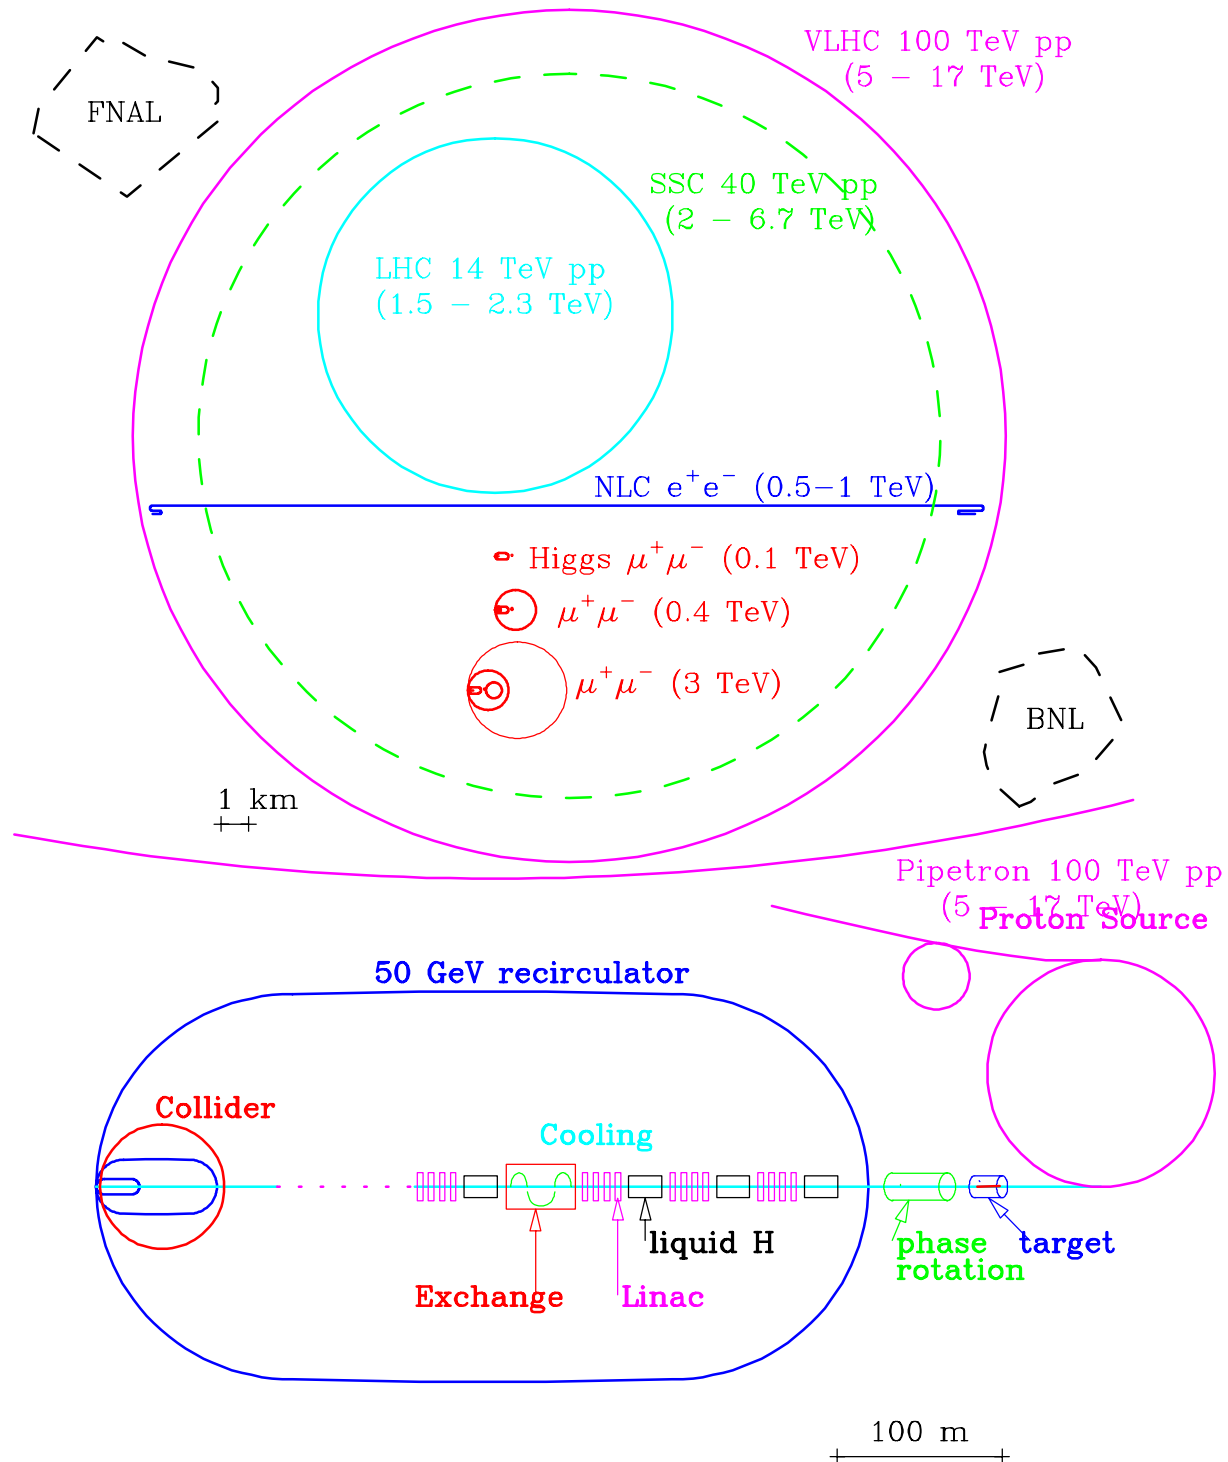 VLHC 100 TeV pp
(5 − 17 TeV)
FNAL
SSC 40 TeV pp
(2 − 6.7 TeV)
LHC 14 TeV pp
(1.5 − 2.3 TeV)
NLC e⁺e⁻ (0.5−1 TeV)
Higgs μ⁺μ⁻ (0.1 TeV)
μ⁺μ⁻ (0.4 TeV)
μ⁺μ⁻ (3 TeV)
BNL
1 km
Pipetron 100 TeV pp
(5 − 17 TeV)
Proton Source
50 GeV recirculator
Collider
Cooling
liquid H
phase
rotation
target
Exchange
Linac
100 m